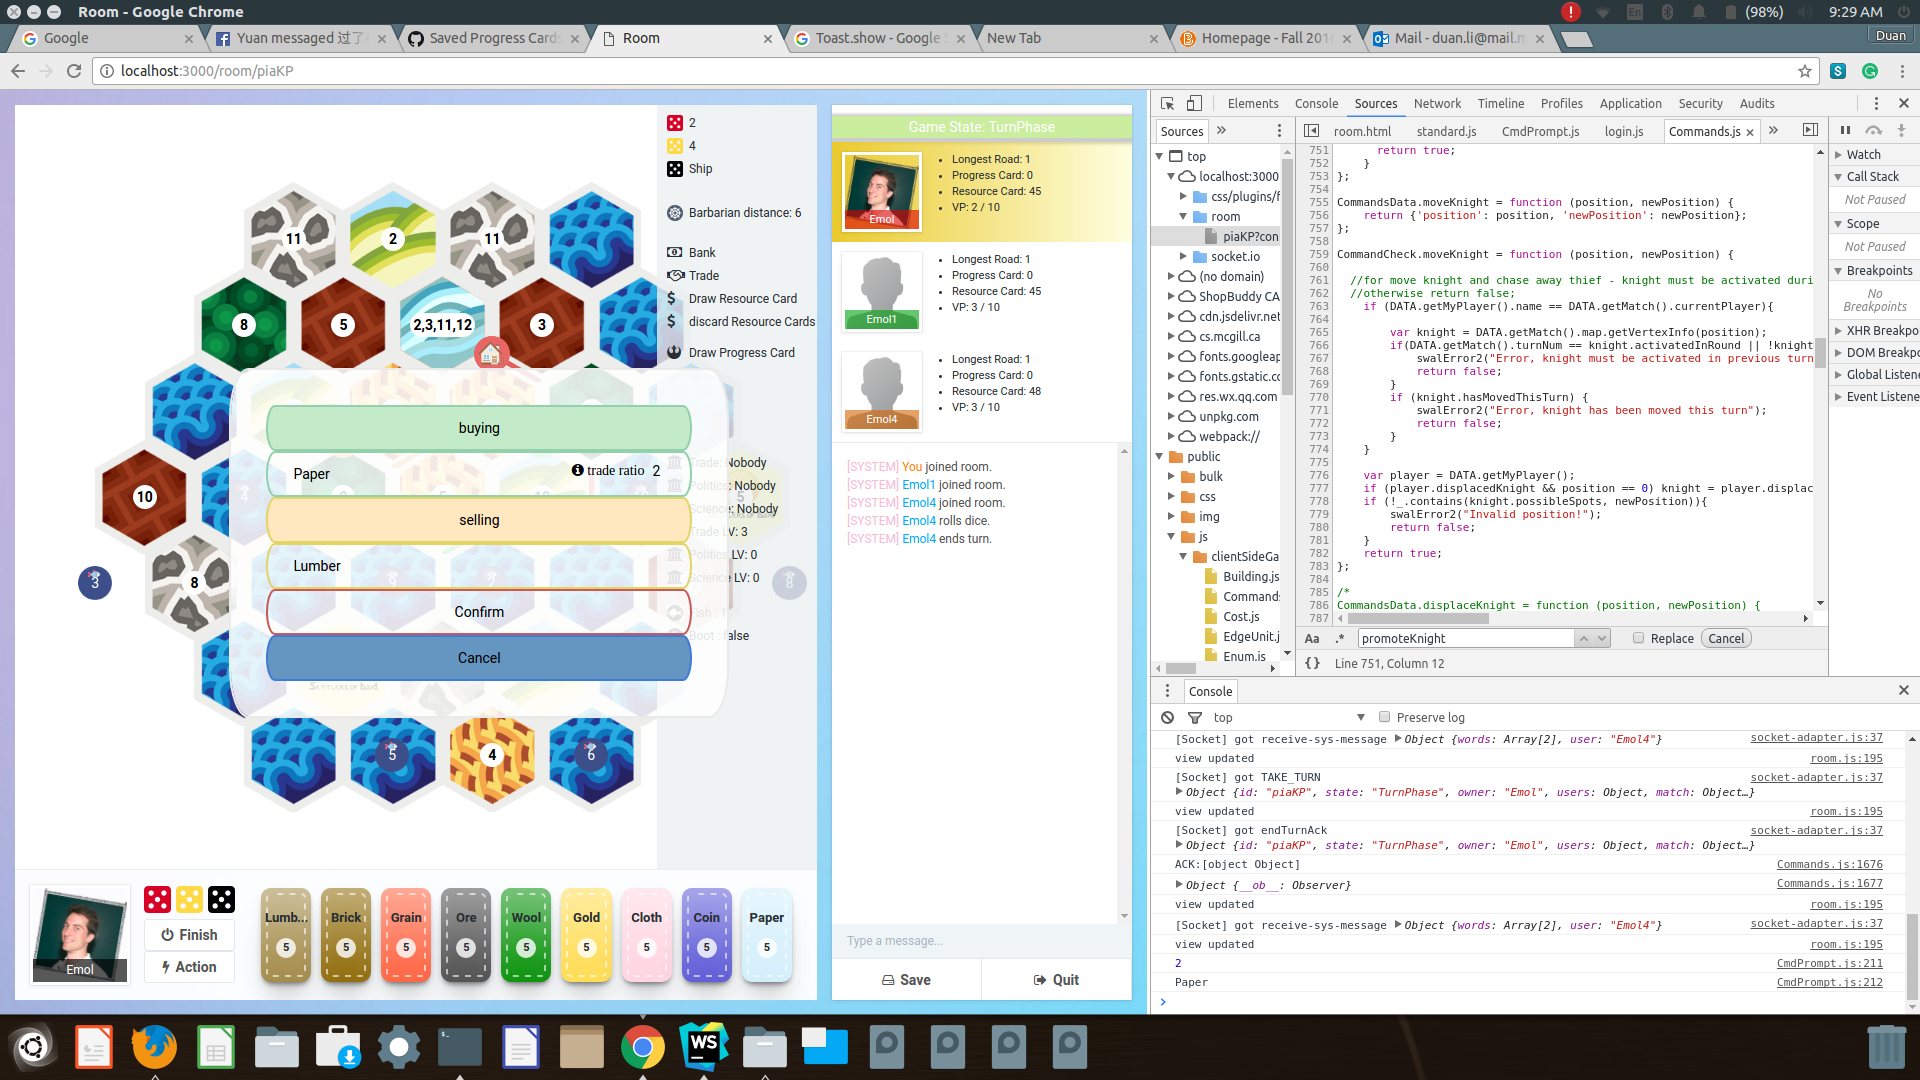 Room - Google Chrome
En
(98%)
9:29 AM
Google
Yuan messaged 过了
Saved Progress Card
Room
Toast.show - Google
New Tab
Homepage - Fall 201
Mail - duan.li@mail.m
Duan
localhost:3000/room/piaKP
2
4
Ship
Barbarian distance: 6
Bank
Trade
Draw Resource Card
discard Resource Cards
Draw Progress Card
Trade: Nobody
Politics: Nobody
Science: Nobody
Trade LV: 3
Politics LV: 0
Science LV: 0
Fish : 1
Boot : false
11
2
11
8
5
2,3,11,12
3
10
8
3
8
5
5
4
6
buying
Paper
trade ratio 2
selling
Lumber
Confirm
Cancel
Game State: TurnPhase
Longest Road: 1
Progress Card: 0
Resource Card: 45
VP: 2 / 10
Emol
Longest Road: 1
Progress Card: 0
Resource Card: 45
VP: 3 / 10
Emol1
Longest Road: 1
Progress Card: 0
Resource Card: 48
VP: 3 / 10
Emol4
[SYSTEM] You joined room.
[SYSTEM] Emol1 joined room.
[SYSTEM] Emol4 joined room.
[SYSTEM] Emol4 rolls dice.
[SYSTEM] Emol4 ends turn.
Type a message...
Save
Quit
Emol
Finish
Action
Lumb...
5
Brick
5
Grain
5
Ore
5
Wool
5
Gold
5
Cloth
5
Coin
5
Paper
5
Elements Console Sources Network Timeline Profiles Application Security Audits
Sources
room.html standard.js CmdPrompt.js login.js Commands.js
top
localhost:3000
css/plugins/f
room
piaKP?con
socket.io
(no domain)
ShopBuddy CA
cdn.jsdelivr.net
cs.mcgill.ca
fonts.googleap
fonts.gstatic.co
res.wx.qq.com
unpkg.com
webpack://
public
bulk
css
img
js
clientSideGa
Building.js
Commands
Cost.js
EdgeUnit.j
Enum.js
751 return true;
752 }
753 };
754
755 CommandsData.moveKnight = function (position, newPosition) {
756 return {'position': position, 'newPosition': newPosition};
757 };
758
759 CommandCheck.moveKnight = function (position, newPosition) {
760
761 //for move knight and chase away thief - knight must be activated duri
762 //otherwise return false;
763 if (DATA.getMyPlayer().name == DATA.getMatch().currentPlayer){
764
765 var knight = DATA.getMatch().map.getVertexInfo(position);
766 if(DATA.getMatch().turnNum == knight.activatedInRound || !knight
767 swalError2("Error, knight must be activated in previous turn
768 return false;
769 }
770 if (knight.hasMovedThisTurn) {
771 swalError2("Error, knight has been moved this turn");
772 return false;
773 }
774 }
775
776 var player = DATA.getMyPlayer();
777 if (player.displacedKnight && position == 0) knight = player.displac
778 if (!_.contains(knight.possibleSpots, newPosition)){
779 swalError2("Invalid position!");
780 return false;
781 }
782 return true;
783 };
784
785 /*
786 CommandsData.displaceKnight = function (position, newPosition) {
787
Aa .* promoteKnight Replace Cancel
{} Line 751, Column 12
Watch
Call Stack
Not Paused
Scope
Not Paused
Breakpoints
No
Breakpoints
XHR Breakpo
DOM Breakpo
Global Listene
Event Listene
Console
top Preserve log
[Socket] got receive-sys-message Object {words: Array[2], user: "Emol4"} socket-adapter.js:37
view updated room.js:195
[Socket] got TAKE_TURN socket-adapter.js:37
Object {id: "piaKP", state: "TurnPhase", owner: "Emol", users: Object, match: Object…}
view updated room.js:195
[Socket] got endTurnAck socket-adapter.js:37
Object {id: "piaKP", state: "TurnPhase", owner: "Emol", users: Object, match: Object…}
ACK:[object Object] Commands.js:1676
Object {__ob__: Observer} Commands.js:1677
view updated room.js:195
[Socket] got receive-sys-message Object {words: Array[2], user: "Emol4"} socket-adapter.js:37
view updated room.js:195
2 CmdPrompt.js:211
Paper CmdPrompt.js:212
WS